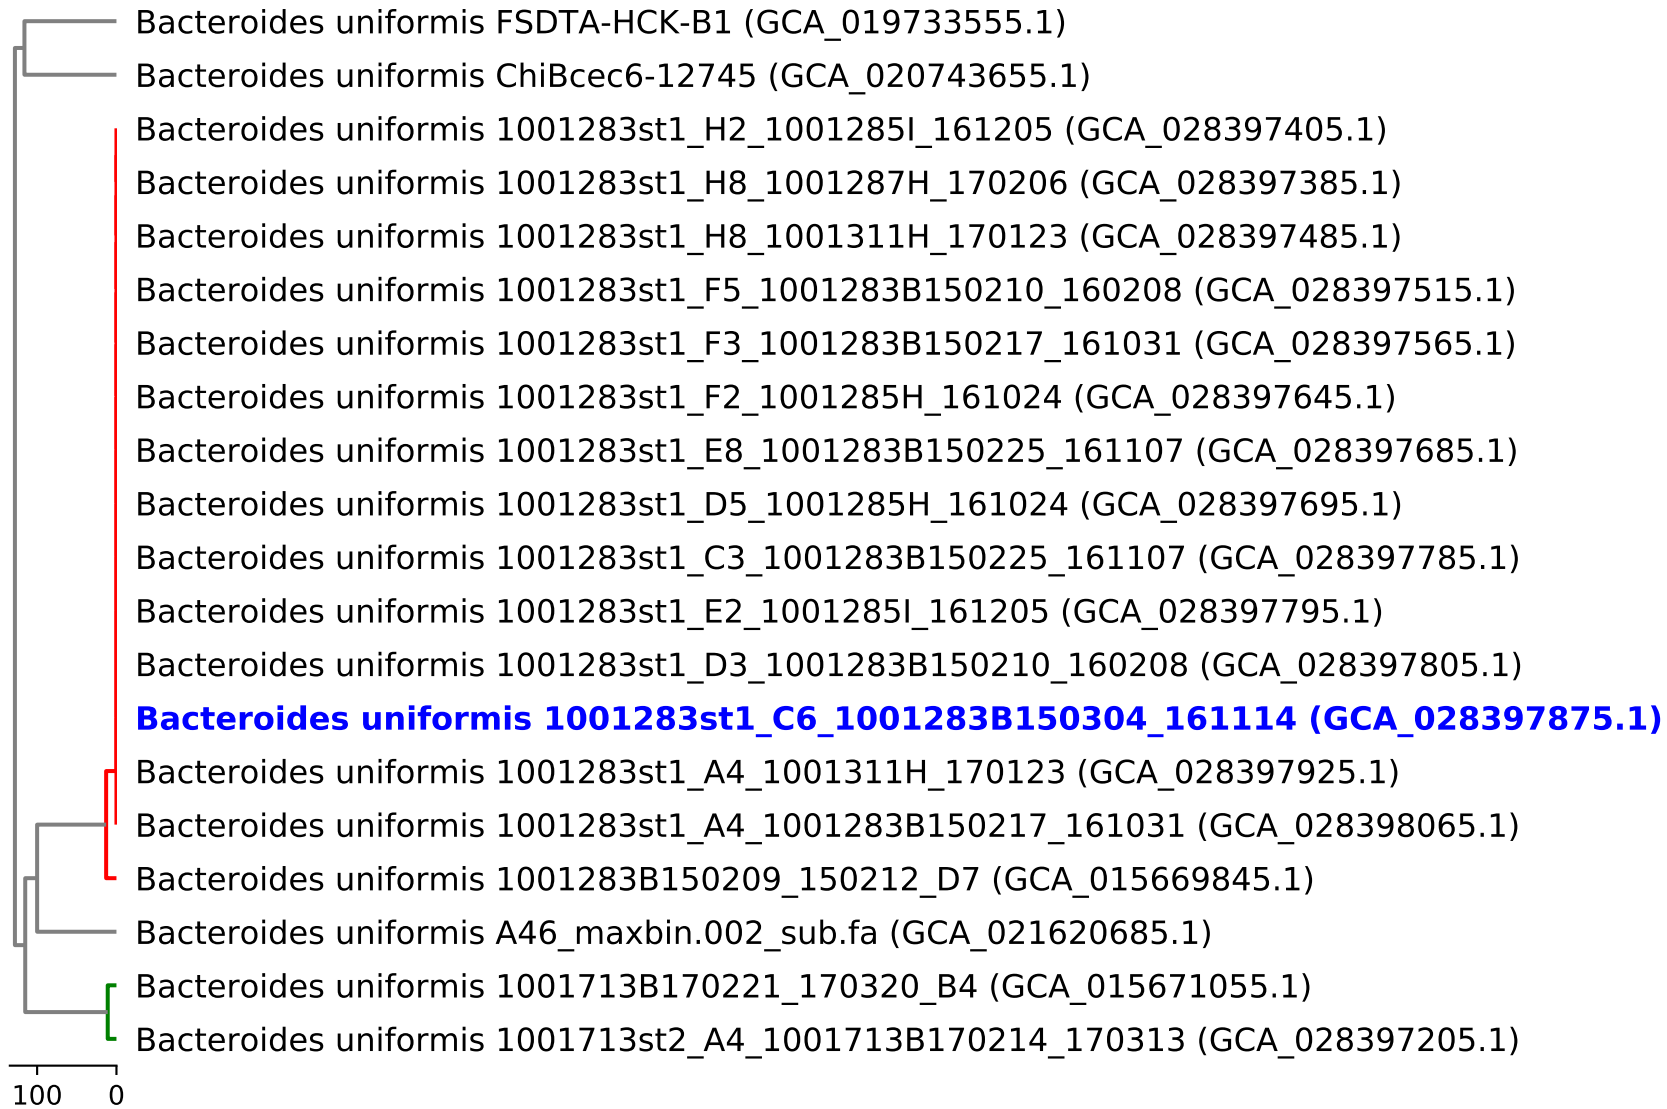 Bacteroides uniformis FSDTA-HCK-B1 (GCA_019733555.1)
Bacteroides uniformis ChiBcec6-12745 (GCA_020743655.1)
Bacteroides uniformis 1001283st1_H2_1001285I_161205 (GCA_028397405.1)
Bacteroides uniformis 1001283st1_H8_1001287H_170206 (GCA_028397385.1)
Bacteroides uniformis 1001283st1_H8_1001311H_170123 (GCA_028397485.1)
Bacteroides uniformis 1001283st1_F5_1001283B150210_160208 (GCA_028397515.1)
Bacteroides uniformis 1001283st1_F3_1001283B150217_161031 (GCA_028397565.1)
Bacteroides uniformis 1001283st1_F2_1001285H_161024 (GCA_028397645.1)
Bacteroides uniformis 1001283st1_E8_1001283B150225_161107 (GCA_028397685.1)
Bacteroides uniformis 1001283st1_D5_1001285H_161024 (GCA_028397695.1)
Bacteroides uniformis 1001283st1_C3_1001283B150225_161107 (GCA_028397785.1)
Bacteroides uniformis 1001283st1_E2_1001285I_161205 (GCA_028397795.1)
Bacteroides uniformis 1001283st1_D3_1001283B150210_160208 (GCA_028397805.1)
Bacteroides uniformis 1001283st1_C6_1001283B150304_161114 (GCA_028397875.1)
Bacteroides uniformis 1001283st1_A4_1001311H_170123 (GCA_028397925.1)
Bacteroides uniformis 1001283st1_A4_1001283B150217_161031 (GCA_028398065.1)
Bacteroides uniformis 1001283B150209_150212_D7 (GCA_015669845.1)
Bacteroides uniformis A46_maxbin.002_sub.fa (GCA_021620685.1)
Bacteroides uniformis 1001713B170221_170320_B4 (GCA_015671055.1)
Bacteroides uniformis 1001713st2_A4_1001713B170214_170313 (GCA_028397205.1)
100 0